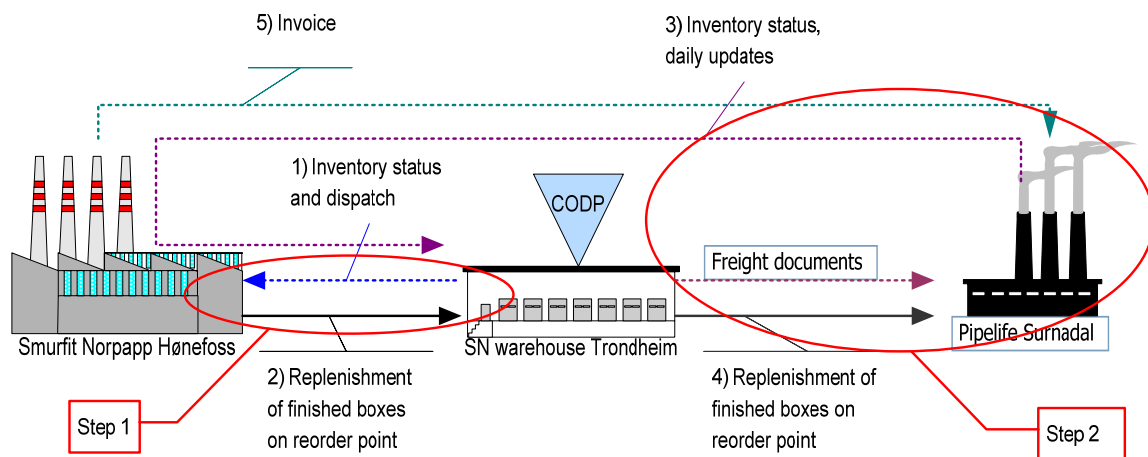 5) Invoice
3) Inventory status,
daily updates
1) Inventory status
and dispatch
CODP
Freight documents
Smurfit Norpapp Hønefoss
SN warehouse Trondheim
Pipelife Surnadal
2) Replenishment
of finished boxes
on reorder point
4) Replenishment of
finished boxes on
reorder point
Step 1
Step 2